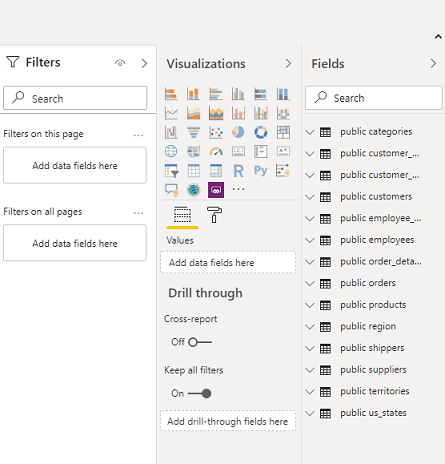 Filters
Search
Filters on this page
...
Add data fields here
Filters on all pages
...
Add data fields here
Visualizations
R
Py
...
Values
Add data fields here
Drill through
Cross-report
Off
Keep all filters
On
Add drill-through fields here
Fields
Search
public categories
public customer_...
public customer_...
public customers
public employee_...
public employees
public order_deta...
public orders
public products
public region
public shippers
public suppliers
public territories
public us_states